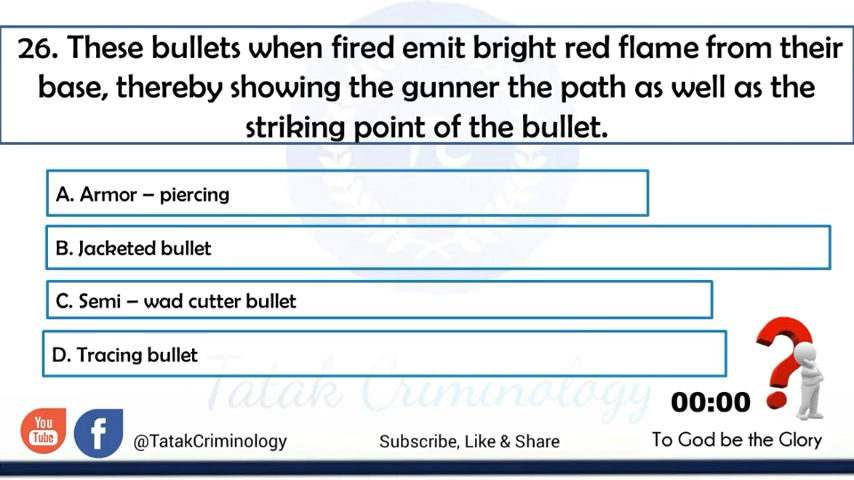 26. These bullets when fired emit bright red flame from their
base, thereby showing the gunner the path as well as the
striking point of the bullet.
A. Armor – piercing
B. Jacketed bullet
C. Semi – wad cutter bullet
D. Tracing bullet
Tatak Criminology
00:00
You
Tube
f
@TatakCriminology
Subscribe, Like & Share
To God be the Glory